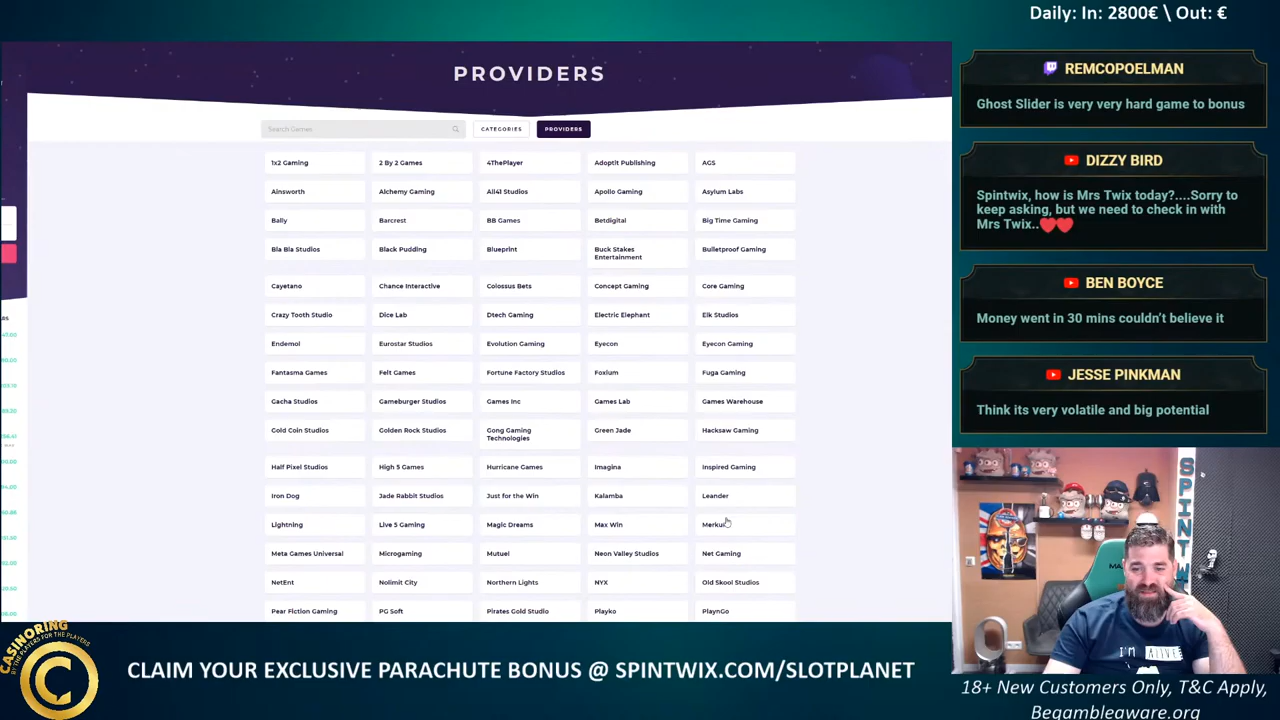 Daily: In: 2800€ \ Out: €
PROVIDERS
Search Games
CATEGORIES
PROVIDERS
1x2 Gaming
2 By 2 Games
4ThePlayer
Adoptit Publishing
AGS
Ainsworth
Alchemy Gaming
All41 Studios
Apollo Gaming
Asylum Labs
Bally
Barcrest
BB Games
Betdigital
Big Time Gaming
Bla Bla Studios
Black Pudding
Blueprint
Buck Stakes
Entertainment
Bulletproof Gaming
Cayetano
Chance Interactive
Colossus Bets
Concept Gaming
Core Gaming
Crazy Tooth Studio
Dice Lab
Dtech Gaming
Electric Elephant
Elk Studios
Endemol
Eurostar Studios
Evolution Gaming
Eyecon
Eyecon Gaming
Fantasma Games
Felt Games
Fortune Factory Studios
Foxium
Fuga Gaming
Gacha Studios
Gameburger Studios
Games Inc
Games Lab
Games Warehouse
Gold Coin Studios
Golden Rock Studios
Gong Gaming
Technologies
Green Jade
Hacksaw Gaming
Half Pixel Studios
High 5 Games
Hurricane Games
Imagina
Inspired Gaming
Iron Dog
Jade Rabbit Studios
Just for the Win
Kalamba
Leander
Lightning
Live 5 Gaming
Magic Dreams
Max Win
Merkur
Meta Games Universal
Microgaming
Mutuel
Neon Valley Studios
Net Gaming
NetEnt
Nolimit City
Northern Lights
NYX
Old Skool Studios
Pear Fiction Gaming
PG Soft
Pirates Gold Studio
Playko
PlaynGo
REMCOPOELMAN
Ghost Slider is very very hard game to bonus
DIZZY BIRD
Spintwix, how is Mrs Twix today?....Sorry to
keep asking, but we need to check in with
Mrs Twix..❤️❤️
BEN BOYCE
Money went in 30 mins couldn't believe it
JESSE PINKMAN
Think its very volatile and big potential
I'M ALIVE
CASINORING
BY THE PLAYERS FOR THE PLAYERS
CLAIM YOUR EXCLUSIVE PARACHUTE BONUS @ SPINTWIX.COM/SLOTPLANET
18+ New Customers Only, T&C Apply,
Begambleaware.org